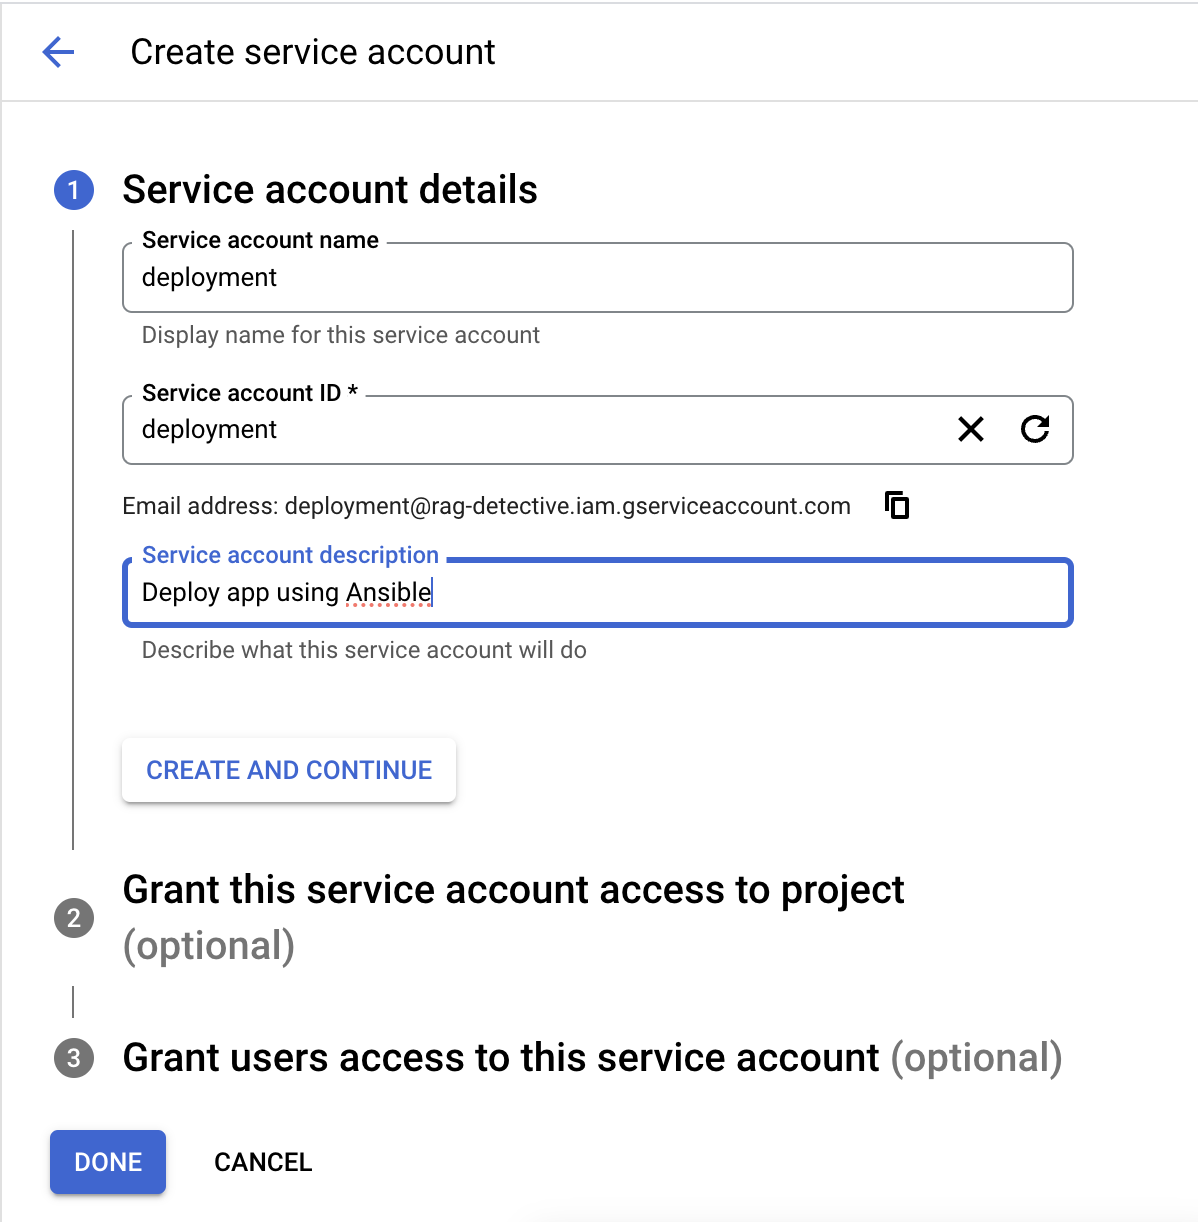 Create service account
1
Service account details
Service account name
deployment
Display name for this service account
Service account ID *
deployment
Email address: deployment@rag-detective.iam.gserviceaccount.com
Service account description
Deploy app using Ansible
Describe what this service account will do
CREATE AND CONTINUE
2
Grant this service account access to project
(optional)
3
Grant users access to this service account (optional)
DONE
CANCEL